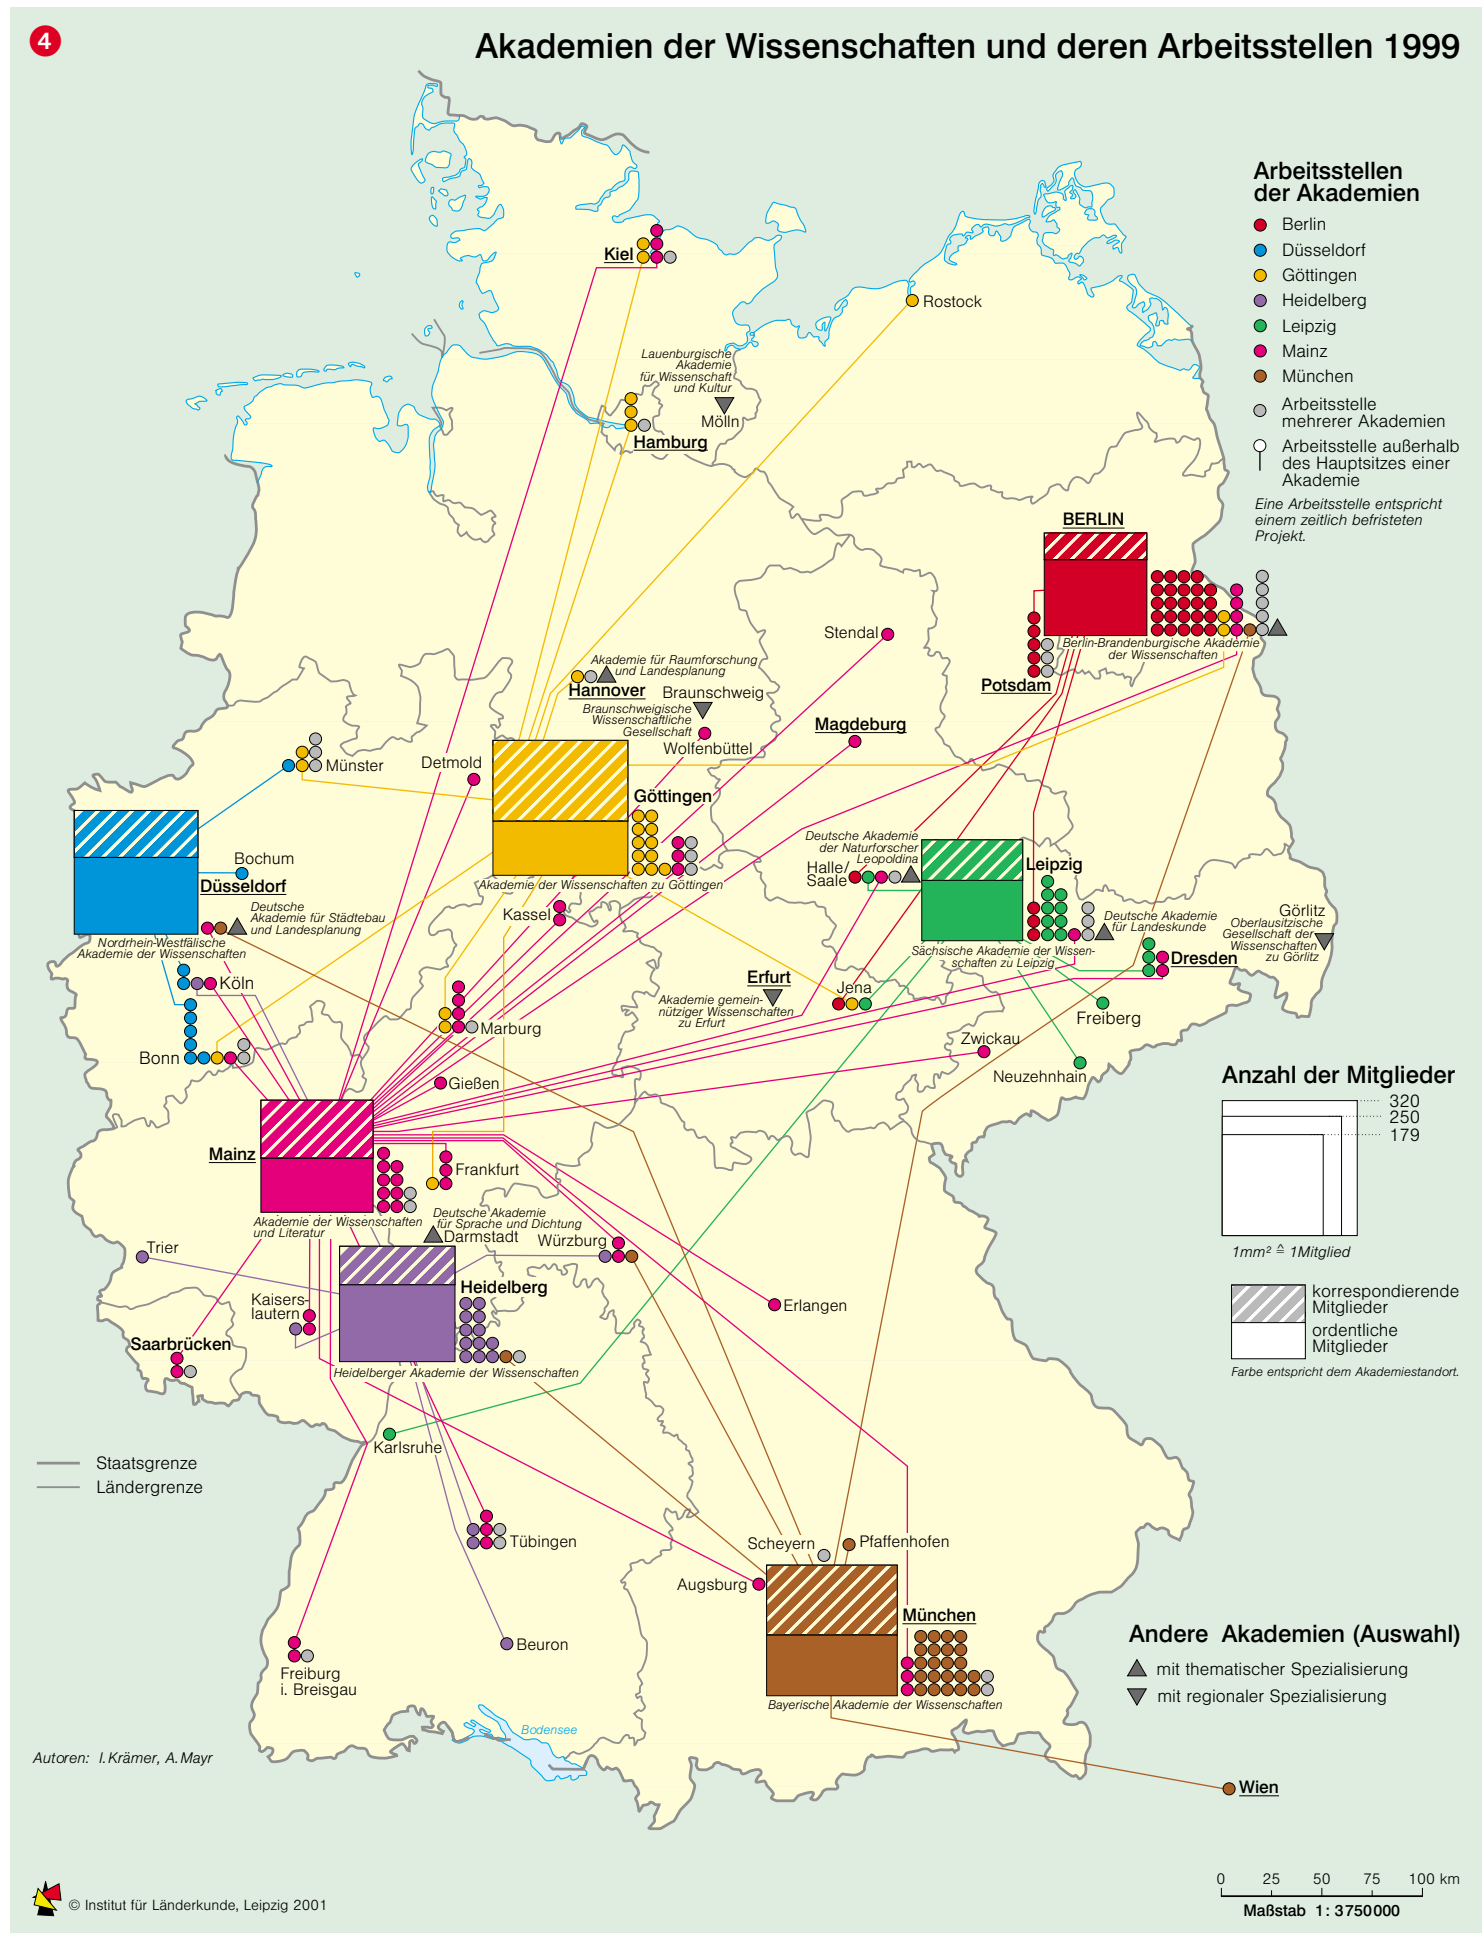 4
Akademien der Wissenschaften und deren Arbeitsstellen 1999
Arbeitsstellen
der Akademien
Berlin
Düsseldorf
Göttingen
Heidelberg
Leipzig
Mainz
München
Arbeitsstelle
mehrerer Akademien
Arbeitsstelle außerhalb
des Hauptsitzes einer
Akademie
Eine Arbeitsstelle entspricht
einem zeitlich befristeten
Projekt.
Kiel
Rostock
Lauenburgische
Akademie
für Wissenschaft
und Kultur
Mölln
Hamburg
BERLIN
Berlin-Brandenburgische Akademie
der Wissenschaften
Potsdam
Stendal
Akademie für Raumforschung
und Landesplanung
Hannover
Braunschweig
Braunschweigische
Wissenschaftliche
Gesellschaft
Wolfenbüttel
Magdeburg
Münster
Detmold
Göttingen
Akademie der Wissenschaften zu Göttingen
Bochum
Düsseldorf
Deutsche
Akademie für Städtebau
und Landesplanung
Nordrhein-Westfälische
Akademie der Wissenschaften
Deutsche Akademie
der Naturforscher
Leopoldina
Halle/
Saale
Leipzig
Deutsche Akademie
für Landeskunde
Sächsische Akademie der Wissen-
schaften zu Leipzig
Görlitz
Oberlausitzische
Gesellschaft der
Wissenschaften
zu Görlitz
Dresden
Kassel
Köln
Erfurt
Akademie gemein-
nütziger Wissenschaften
zu Erfurt
Jena
Freiberg
Marburg
Bonn
Zwickau
Neuzehnhain
Gießen
Anzahl der Mitglieder
320
250
179
1mm² ≙ 1Mitglied
korrespondierende
Mitglieder
ordentliche
Mitglieder
Farbe entspricht dem Akademiestandort.
Mainz
Akademie der Wissenschaften
und Literatur
Frankfurt
Deutsche Akademie
für Sprache und Dichtung
Darmstadt
Würzburg
Trier
Heidelberg
Heidelberger Akademie der Wissenschaften
Kaisers-
lautern
Erlangen
Saarbrücken
Karlsruhe
Staatsgrenze
Ländergrenze
Tübingen
Scheyern
Pfaffenhofen
Augsburg
München
Bayerische Akademie der Wissenschaften
Beuron
Freiburg
i. Breisgau
Andere Akademien (Auswahl)
mit thematischer Spezialisierung
mit regionaler Spezialisierung
Bodensee
Autoren: I. Krämer, A. Mayr
Wien
© Institut für Länderkunde, Leipzig 2001
0 25 50 75 100 km
Maßstab 1 : 3750000